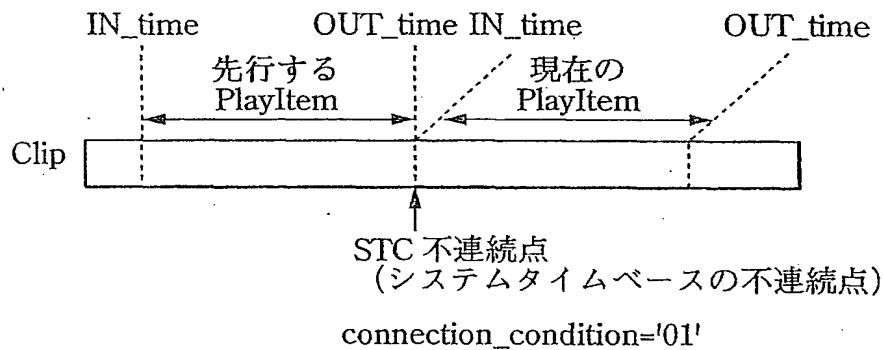 IN_time OUT_time IN_time OUT_time
先行する 現在の
PlayItem PlayItem
Clip
STC 不連続点
(システムタイムベースの不連続点)
connection_condition='01'